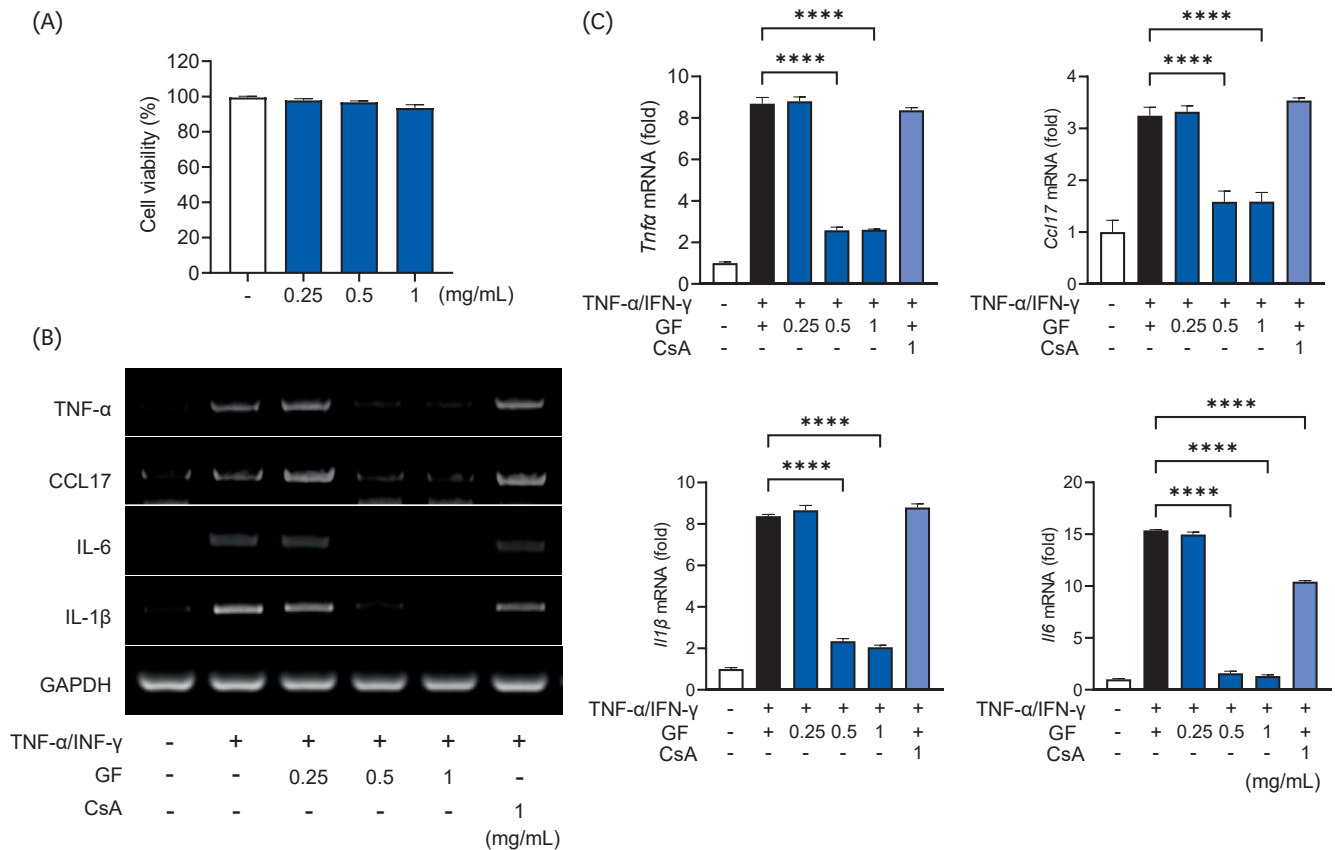 (A)
120
100
80
60
40
20
0
Cell viability (%)
- 0.25 0.5 1 (mg/mL)
(B)
TNF-α
CCL17
IL-6
IL-1β
GAPDH
TNF-α/INF-γ - + + + + +
GF - - 0.25 0.5 1 -
CsA - - - - - 1
(mg/mL)
(C)
****
****
10
8
6
4
2
0
Tnfα mRNA (fold)
TNF-α/IFN-γ - + + + + +
GF - + 0.25 0.5 1 +
CsA - - - - - 1
****
****
4
3
2
1
0
Ccl17 mRNA (fold)
TNF-α/IFN-γ - + + + + +
GF - + 0.25 0.5 1 +
CsA - - - - - 1
****
****
10
8
6
4
2
0
Il1β mRNA (fold)
TNF-α/IFN-γ - + + + + +
GF - + 0.25 0.5 1 +
CsA - - - - - 1
****
****
****
20
15
10
5
0
Il6 mRNA (fold)
TNF-α/IFN-γ - + + + + +
GF - + 0.25 0.5 1 +
CsA - - - - - 1
(mg/mL)